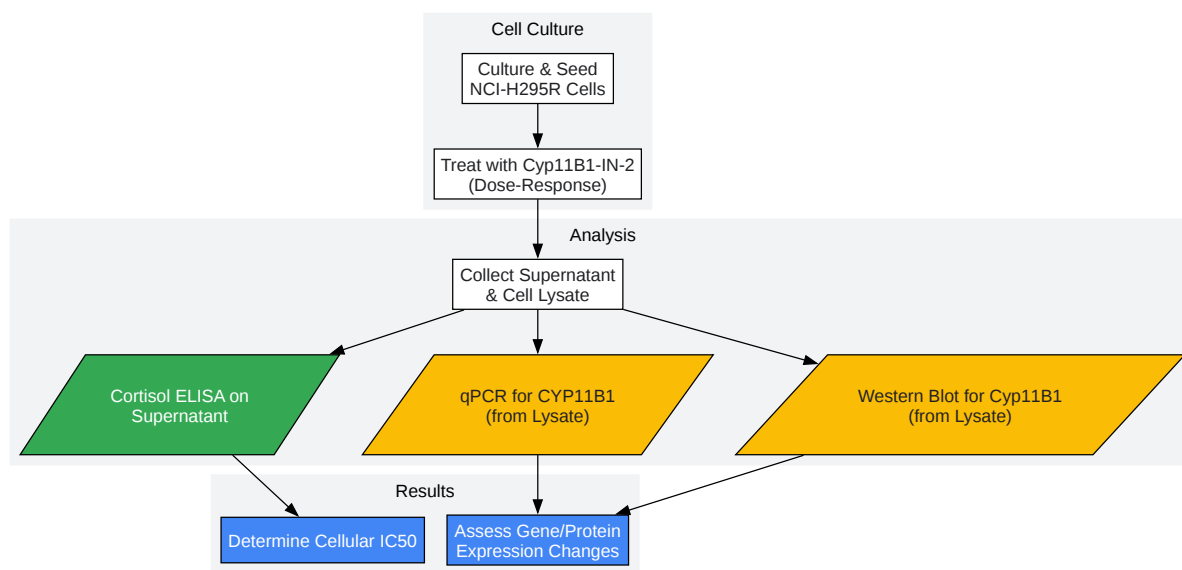 Cell Culture
Culture & Seed
NCI-H295R Cells
Treat with Cyp11B1-IN-2
(Dose-Response)
Analysis
Collect Supernatant
& Cell Lysate
Cortisol ELISA on
Supernatant
qPCR for CYP11B1
(from Lysate)
Western Blot for Cyp11B1
(from Lysate)
Results
Determine Cellular IC50
Assess Gene/Protein
Expression Changes